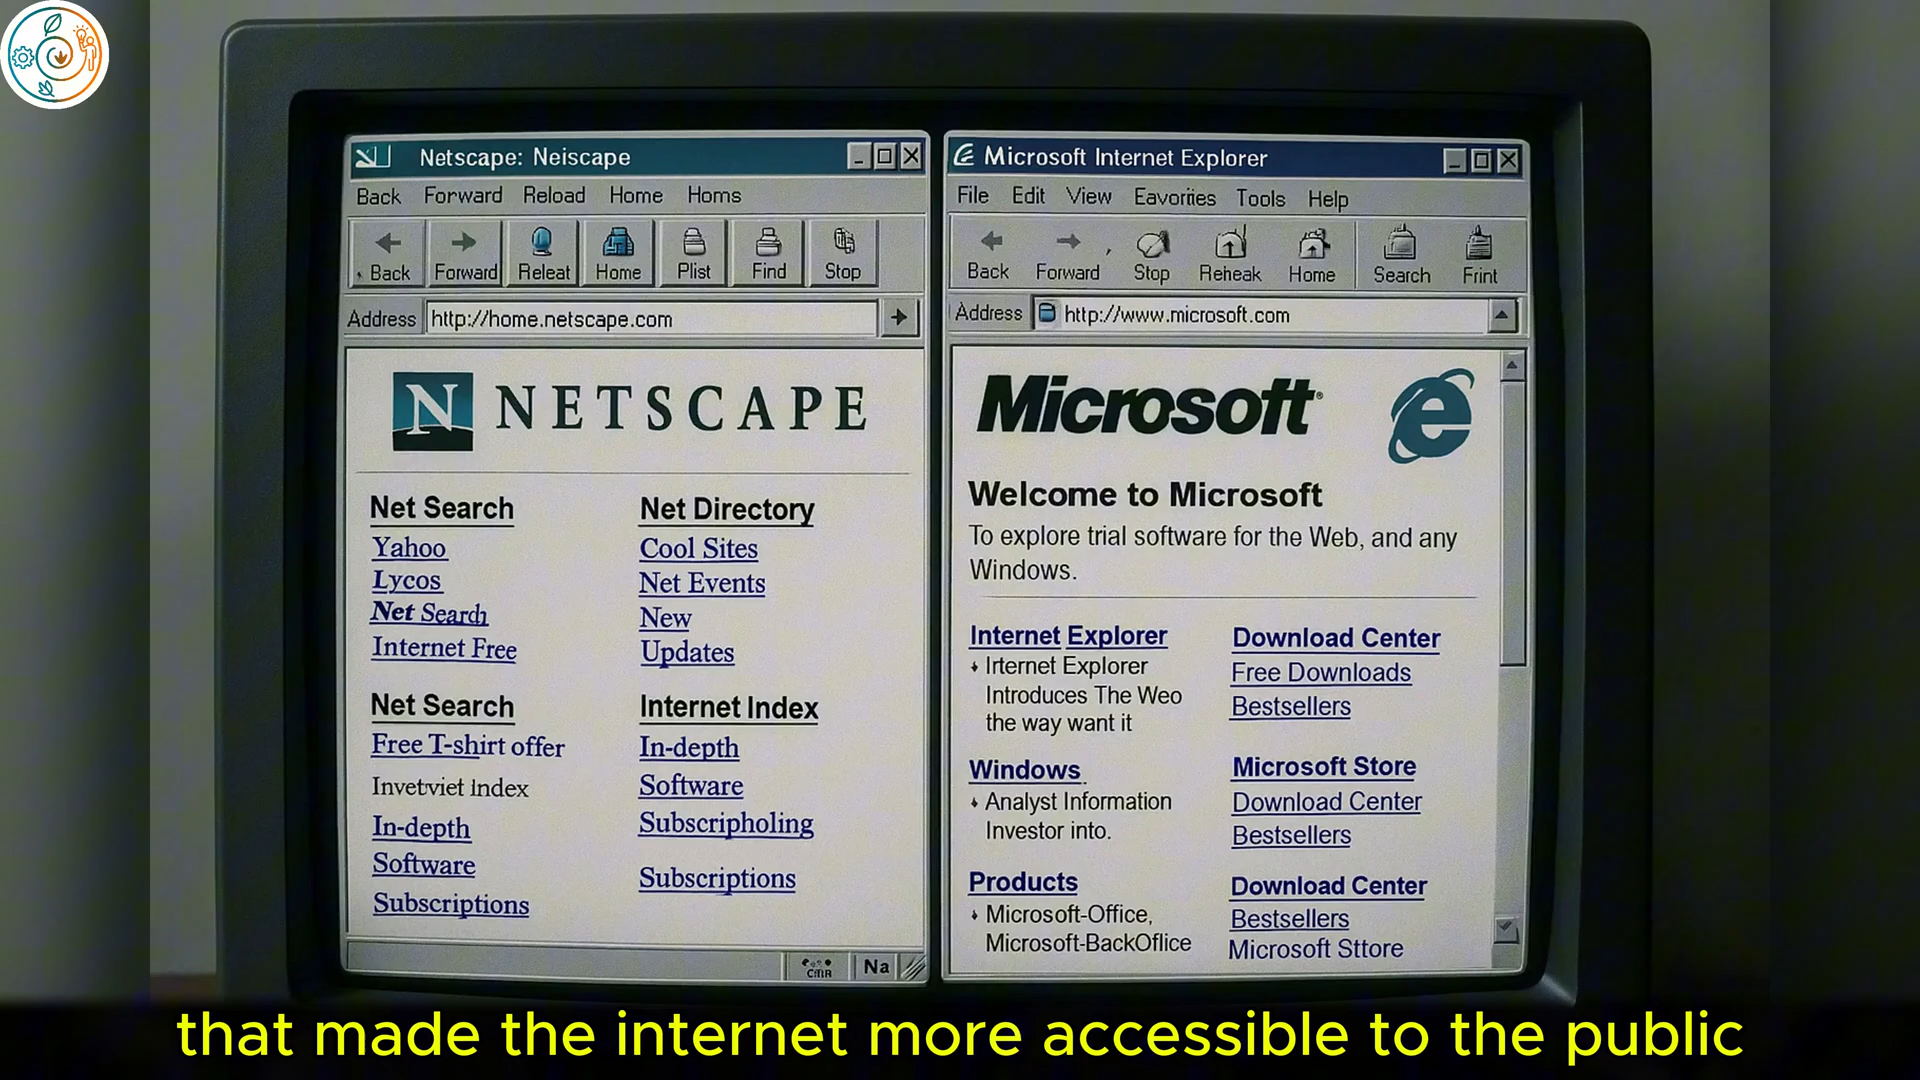 Netscape: Neiscape
Back Forward Reload Home Homs
Back Forward Releat Home Plist Find Stop
Address http://home.netscape.com
N NETSCAPE
Net Search
Yahoo
Lycos
Net Search
Internet Free
Net Search
Free T-shirt offer
Invetviet Index
In-depth
Software
Subscriptions
Net Directory
Cool Sites
Net Events
New
Updates
Internet Index
In-depth
Software
Subscripholing
Subscriptions
Na
Microsoft Internet Explorer
File Edit View Eavoriies Tools Help
Back Forward Stop Reheak Home Search Frint
Address http://www.microsoft.com
Microsoft
Welcome to Microsoft
To explore trial software for the Web, and any
Windows.
Internet Explorer
Irternet Explorer
Introduces The Weo
the way want it
Windows
Analyst Information
Investor into.
Products
Microsoft-Office,
Microsoft-BackOflice
Download Center
Free Downloads
Bestsellers
Microsoft Store
Download Center
Bestsellers
Download Center
Bestsellers
Microsoft Sttore
that made the internet more accessible to the public